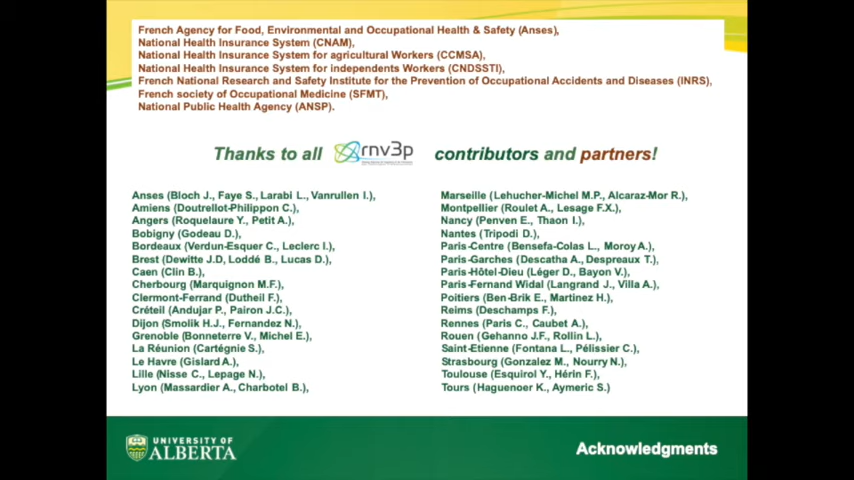 French Agency for Food, Environmental and Occupational Health & Safety (Anses),
National Health Insurance System (CNAM),
National Health Insurance System for agricultural Workers (CCMSA),
National Health Insurance System for independents Workers (CNDSSTI),
French National Research and Safety Institute for the Prevention of Occupational Accidents and Diseases (INRS),
French society of Occupational Medicine (SFMT),
National Public Health Agency (ANSP).
Thanks to all rnv3p contributors and partners!
Anses (Bloch J., Faye S., Larabi L., Vanrullen I.),
Amiens (Doutrellot-Philippon C.),
Angers (Roquelaure Y., Petit A.),
Bobigny (Godeau D.),
Bordeaux (Verdun-Esquer C., Leclerc I.),
Brest (Dewitte J.D, Loddé B., Lucas D.),
Caen (Clin B.),
Cherbourg (Marquignon M.F.),
Clermont-Ferrand (Dutheil F.),
Créteil (Andujar P., Pairon J.C.),
Dijon (Smolik H.J., Fernandez N.),
Grenoble (Bonneterre V., Michel E.),
La Réunion (Cartégnie S.),
Le Havre (Gislard A.),
Lille (Nisse C., Lepage N.),
Lyon (Massardier A., Charbotel B.),
Marseille (Lehucher-Michel M.P., Alcaraz-Mor R.),
Montpellier (Roulet A., Lesage F.X.),
Nancy (Penven E., Thaon I.),
Nantes (Tripodi D.),
Paris-Centre (Bensefa-Colas L., Moroy A.),
Paris-Garches (Descatha A., Despreaux T.),
Paris-Hôtel-Dieu (Léger D., Bayon V.),
Paris-Fernand Widal (Langrand J., Villa A.),
Poitiers (Ben-Brik E., Martinez H.),
Reims (Deschamps F.),
Rennes (Paris C., Caubet A.),
Rouen (Gehanno J.F., Rollin L.),
Saint-Etienne (Fontana L., Pélissier C.),
Strasbourg (Gonzalez M., Nourry N.),
Toulouse (Esquirol Y., Hérin F.),
Tours (Haguenoer K., Aymeric S.)
UNIVERSITY OF
ALBERTA
Acknowledgments